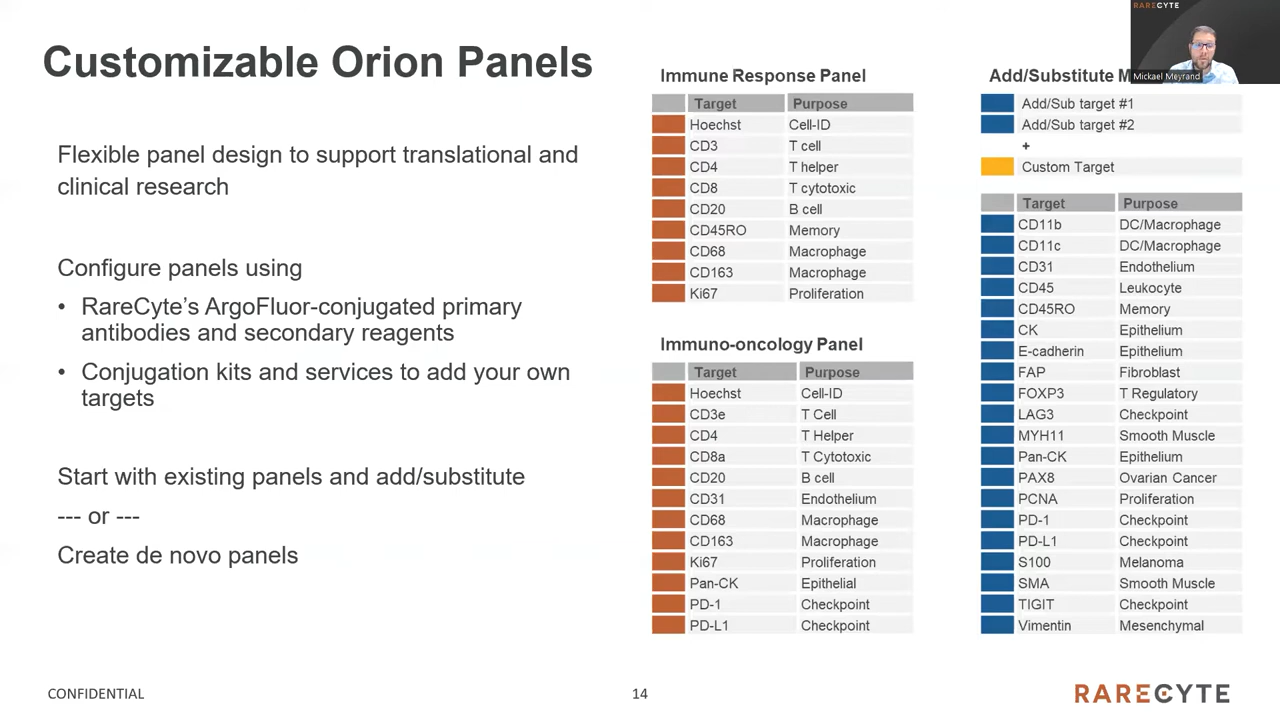 Customizable Orion Panels
Flexible panel design to support translational and
clinical research
Configure panels using
• RareCyte’s ArgoFluor-conjugated primary
antibodies and secondary reagents
• Conjugation kits and services to add your own
targets
Start with existing panels and add/substitute
--- or ---
Create de novo panels
Immune Response Panel
Target Purpose
Hoechst Cell-ID
CD3 T cell
CD4 T helper
CD8 T cytotoxic
CD20 B cell
CD45RO Memory
CD68 Macrophage
CD163 Macrophage
Ki67 Proliferation
Immuno-oncology Panel
Target Purpose
Hoechst Cell-ID
CD3e T Cell
CD4 T Helper
CD8a T Cytotoxic
CD20 B cell
CD31 Endothelium
CD68 Macrophage
CD163 Macrophage
Ki67 Proliferation
Pan-CK Epithelial
PD-1 Checkpoint
PD-L1 Checkpoint
Add/Substitute
Add/Sub target #1
Add/Sub target #2
+
Custom Target
Target Purpose
CD11b DC/Macrophage
CD11c DC/Macrophage
CD31 Endothelium
CD45 Leukocyte
CD45RO Memory
CK Epithelium
E-cadherin Epithelium
FAP Fibroblast
FOXP3 T Regulatory
LAG3 Checkpoint
MYH11 Smooth Muscle
Pan-CK Epithelium
PAX8 Ovarian Cancer
PCNA Proliferation
PD-1 Checkpoint
PD-L1 Checkpoint
S100 Melanoma
SMA Smooth Muscle
TIGIT Checkpoint
Vimentin Mesenchymal
RARECYTE
Mickael Meyrand
CONFIDENTIAL
14
RARECYTE